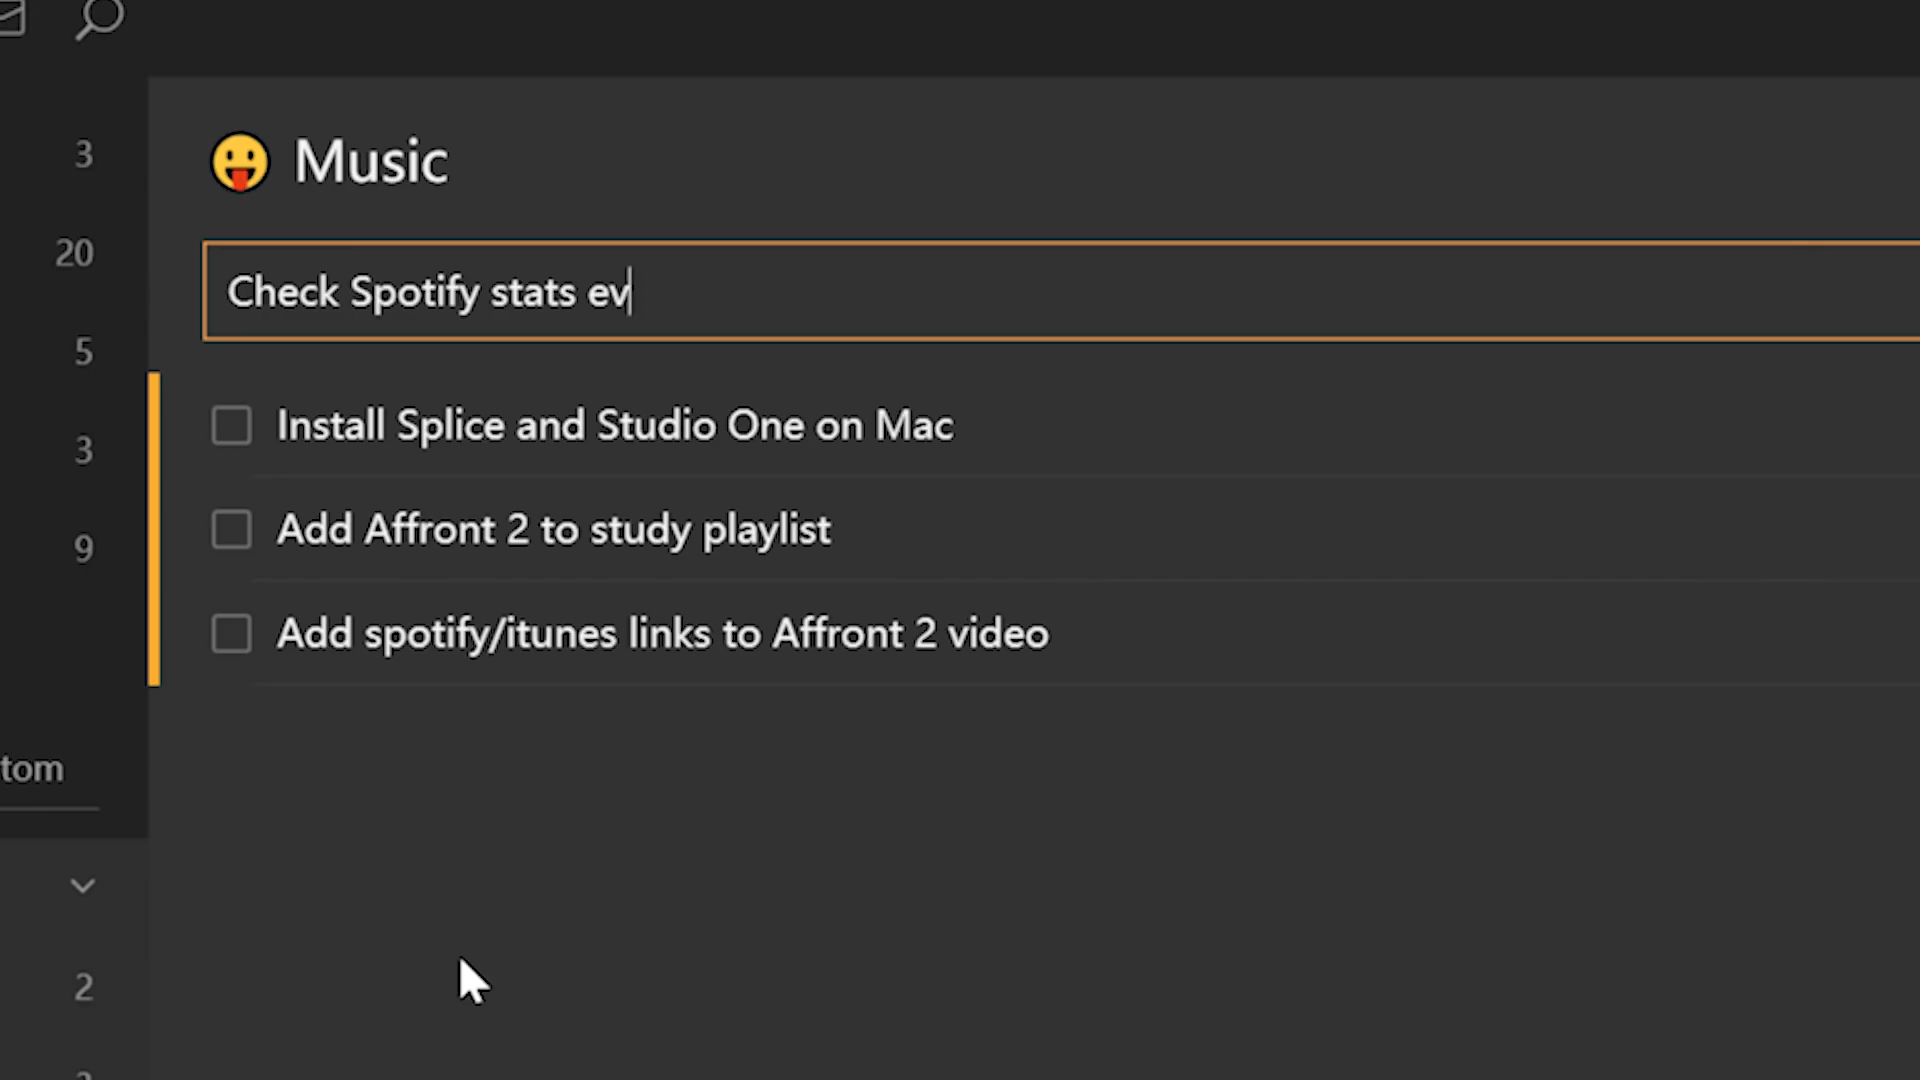 Music
3
20
Check Spotify stats ev
5
Install Splice and Studio One on Mac
3
Add Affront 2 to study playlist
9
Add spotify/itunes links to Affront 2 video
tom
2